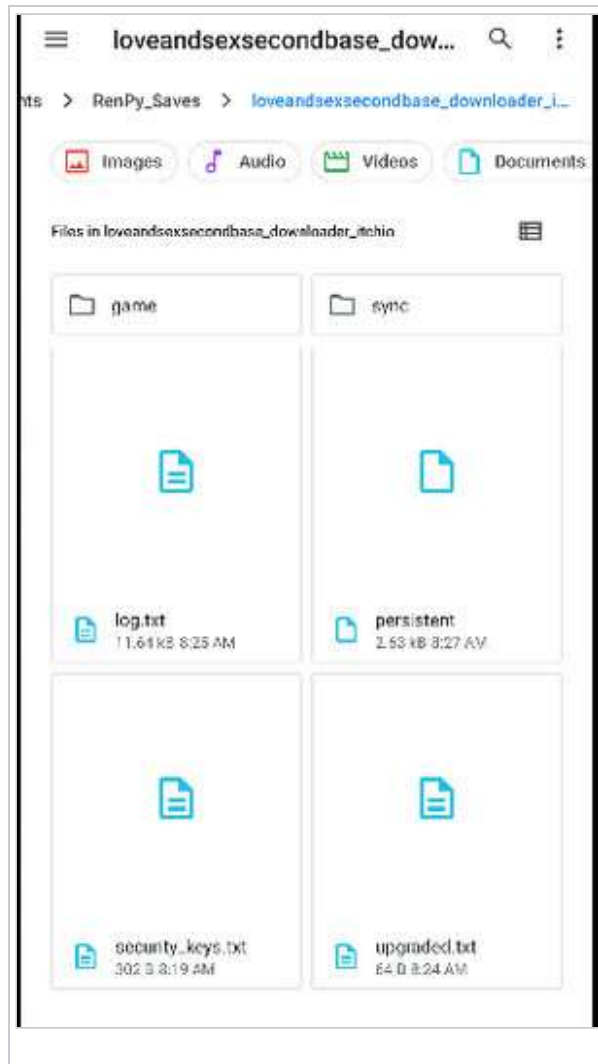 loveandsexsecondbase_dow...
nts > RenPy_Saves > loveandsexsecondbase_downloader_i...
Images Audio Videos Documents
Files in loveandsexsecondbase_downloader_itchio
game
sync
log.txt
11.64 kB 8:25 AM
persistent
2.63 kB 8:27 AM
security_keys.txt
302 B 8:19 AM
upgraded.txt
64 B 8:24 AM